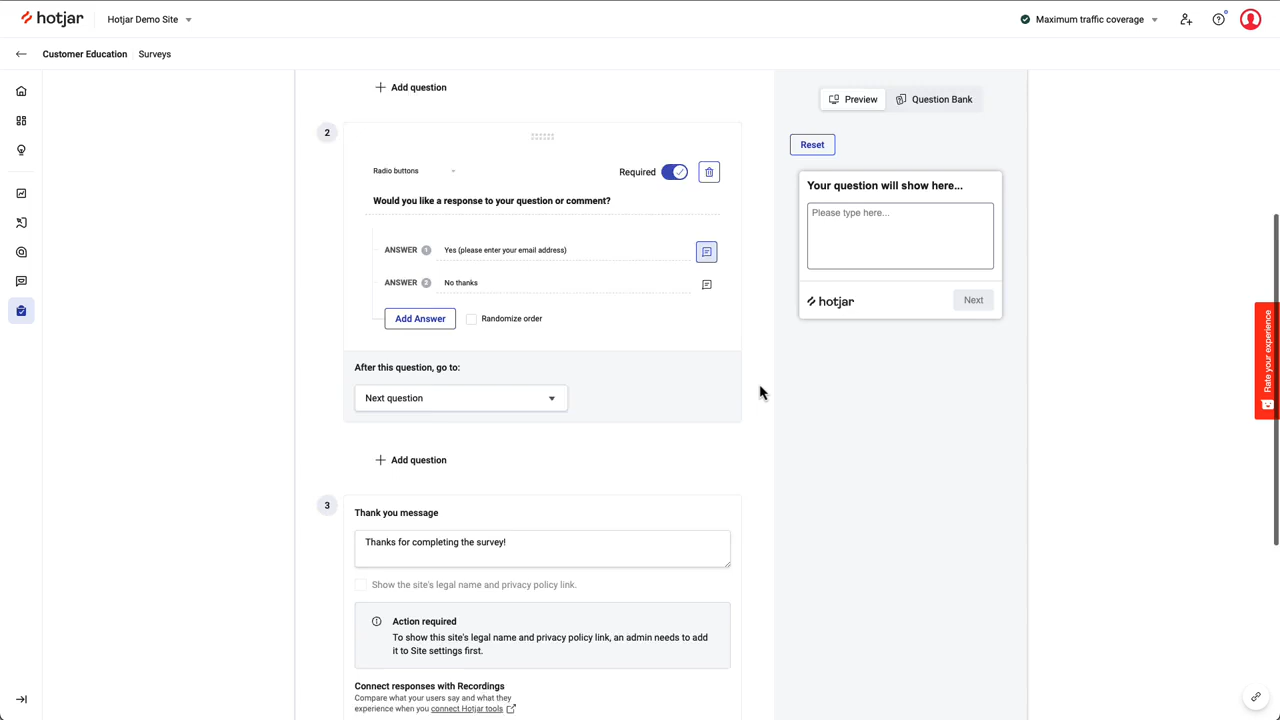 hotjar
Hotjar Demo Site
Maximum traffic coverage
Customer Education
Surveys
Add question
Preview
Question Bank
2
Reset
Radio buttons
Required
Your question will show here...
Would you like a response to your question or comment?
Please type here...
ANSWER 1 Yes (please enter your email address)
ANSWER 2 No thanks
hotjar
Next
Add Answer
Randomize order
Rate your experience
After this question, go to:
Next question
Add question
3
Thank you message
Thanks for completing the survey!
Show the site's legal name and privacy policy link.
Action required
To show this site's legal name and privacy policy link, an admin needs to add
it to Site settings first.
Connect responses with Recordings
Compare what your users say and what they
experience when you connect Hotjar tools